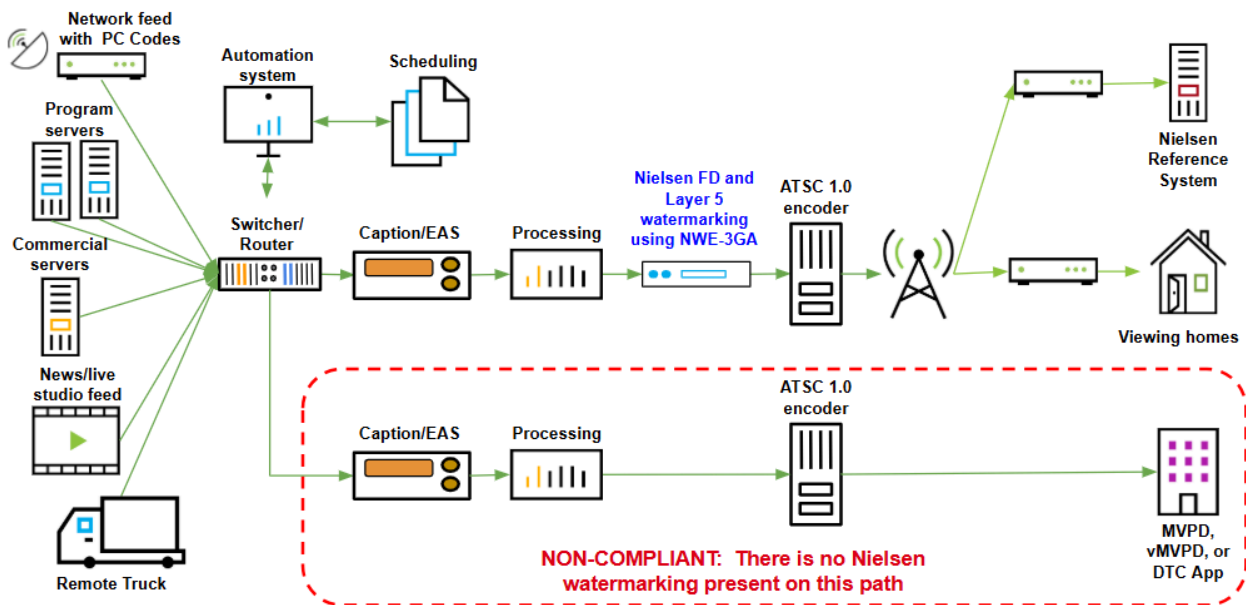 Network feed
with PC Codes
Automation
system
Scheduling
Program
servers
Nielsen
Reference
System
Nielsen FD and
Layer 5
watermarking
using NWE-3GA
ATSC 1.0
encoder
Switcher/
Router
Caption/EAS
Processing
Commercial
servers
Viewing homes
News/live
studio feed
ATSC 1.0
encoder
Caption/EAS
Processing
MVPD,
vMVPD, or
DTC App
NON-COMPLIANT: There is no Nielsen
watermarking present on this path
Remote Truck